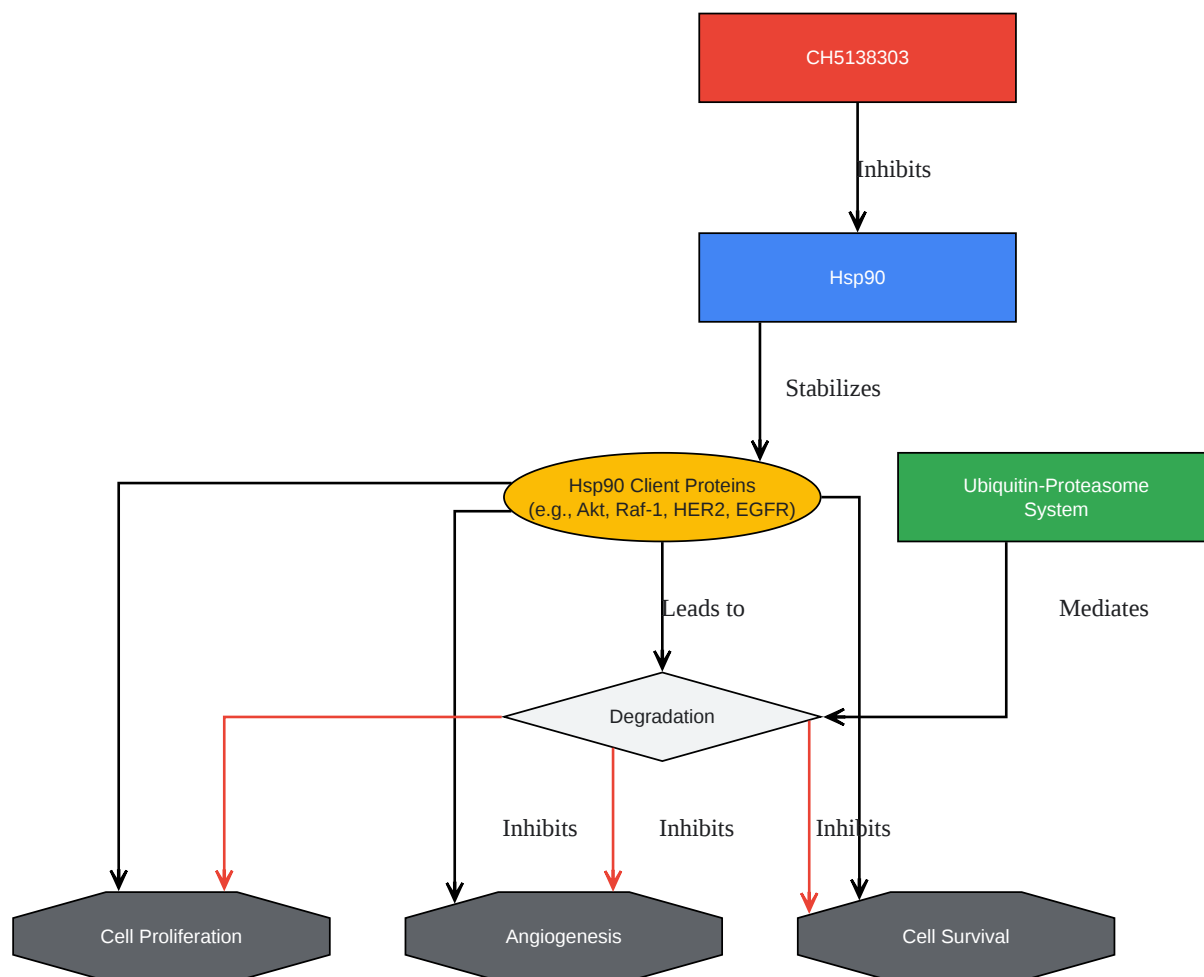 CH5138303
Inhibits
Hsp90
Stabilizes
Hsp90 Client Proteins
(e.g., Akt, Raf-1, HER2, EGFR)
Ubiquitin-Proteasome
System
Leads to
Mediates
Degradation
Inhibits
Inhibits
Inhibits
Cell Proliferation
Angiogenesis
Cell Survival